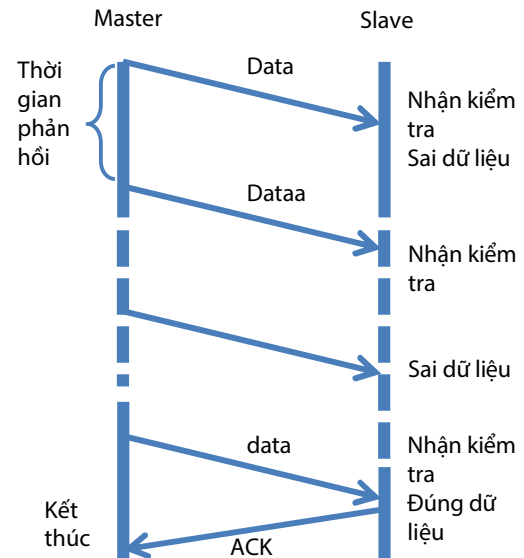 Master
Slave
Thời
gian
phản
hồi
Data
Nhận kiểm
tra
Sai dữ liệu
Dataa
Nhận kiểm
tra
Sai dữ liệu
data
Nhận kiểm
tra
Đúng dữ
liệu
Kết
thúc
ACK